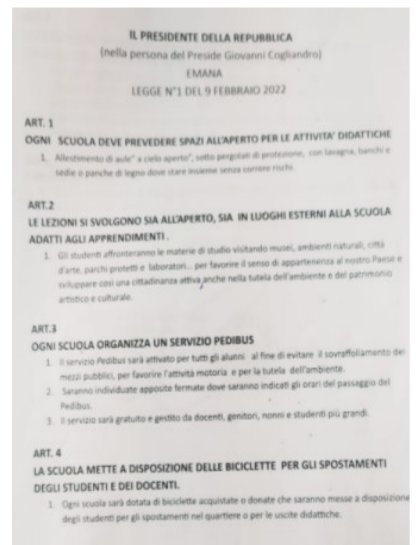 IL PRESIDENTE DELLA REPUBBLICA
(nella persona del Preside Giovanni Cogliandro)
EMANA
LEGGE N°1 DEL 9 FEBBRAIO 2022
ART. 1
OGNI SCUOLA DEVE PREVEDERE SPAZI ALL'APERTO PER LE ATTIVITA' DIDATTICHE
1. Allestimento di aule" a cielo aperto", sotto pergolati di protezione, con lavagna, banchi e
sedie o panche di legno dove stare insieme senza correre rischi.
ART.2
LE LEZIONI SI SVOLGONO SIA ALL'APERTO, SIA IN LUOGHI ESTERNI ALLA SCUOLA
ADATTI AGLI APPRENDIMENTI .
1. Gli studenti affronteranno le materie di studio visitando musei, ambienti naturali, città
d'arte, parchi protetti e laboratori... per favorire il senso di appartenenza al nostro Paese e
sviluppare così una cittadinanza attiva,anche nella tutela dell'ambiente e del patrimonio
artistico e culturale.
ART.3
OGNI SCUOLA ORGANIZZA UN SERVIZIO PEDIBUS
1. Il servizio Pedibus sarà attivato per tutti gli alunni al fine di evitare il sovraffollamento dei
mezzi pubblici, per favorire l'attività motoria e per la tutela dell'ambiente.
2. Saranno individuate apposite fermate dove saranno indicati gli orari del passaggio del
Pedibus.
3. Il servizio sarà gratuito e gestito da docenti, genitori, nonni e studenti più grandi.
ART. 4
LA SCUOLA METTE A DISPOSIZIONE DELLE BICICLETTE PER GLI SPOSTAMENTI
DEGLI STUDENTI E DEI DOCENTI.
1. Ogni scuola sarà dotata di biciclette acquistate o donate che saranno messe a disposizione
degli studenti per gli spostamenti nel quartiere o per le uscite didattiche.